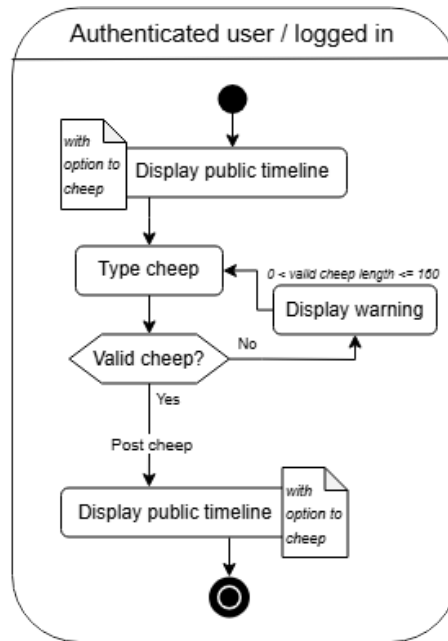 Authenticated user / logged in
with
option to
cheep
Display public timeline
Type cheep
0 < valid cheep length <= 160
Display warning
Valid cheep?
No
Yes
Post cheep
Display public timeline
with
option to
cheep